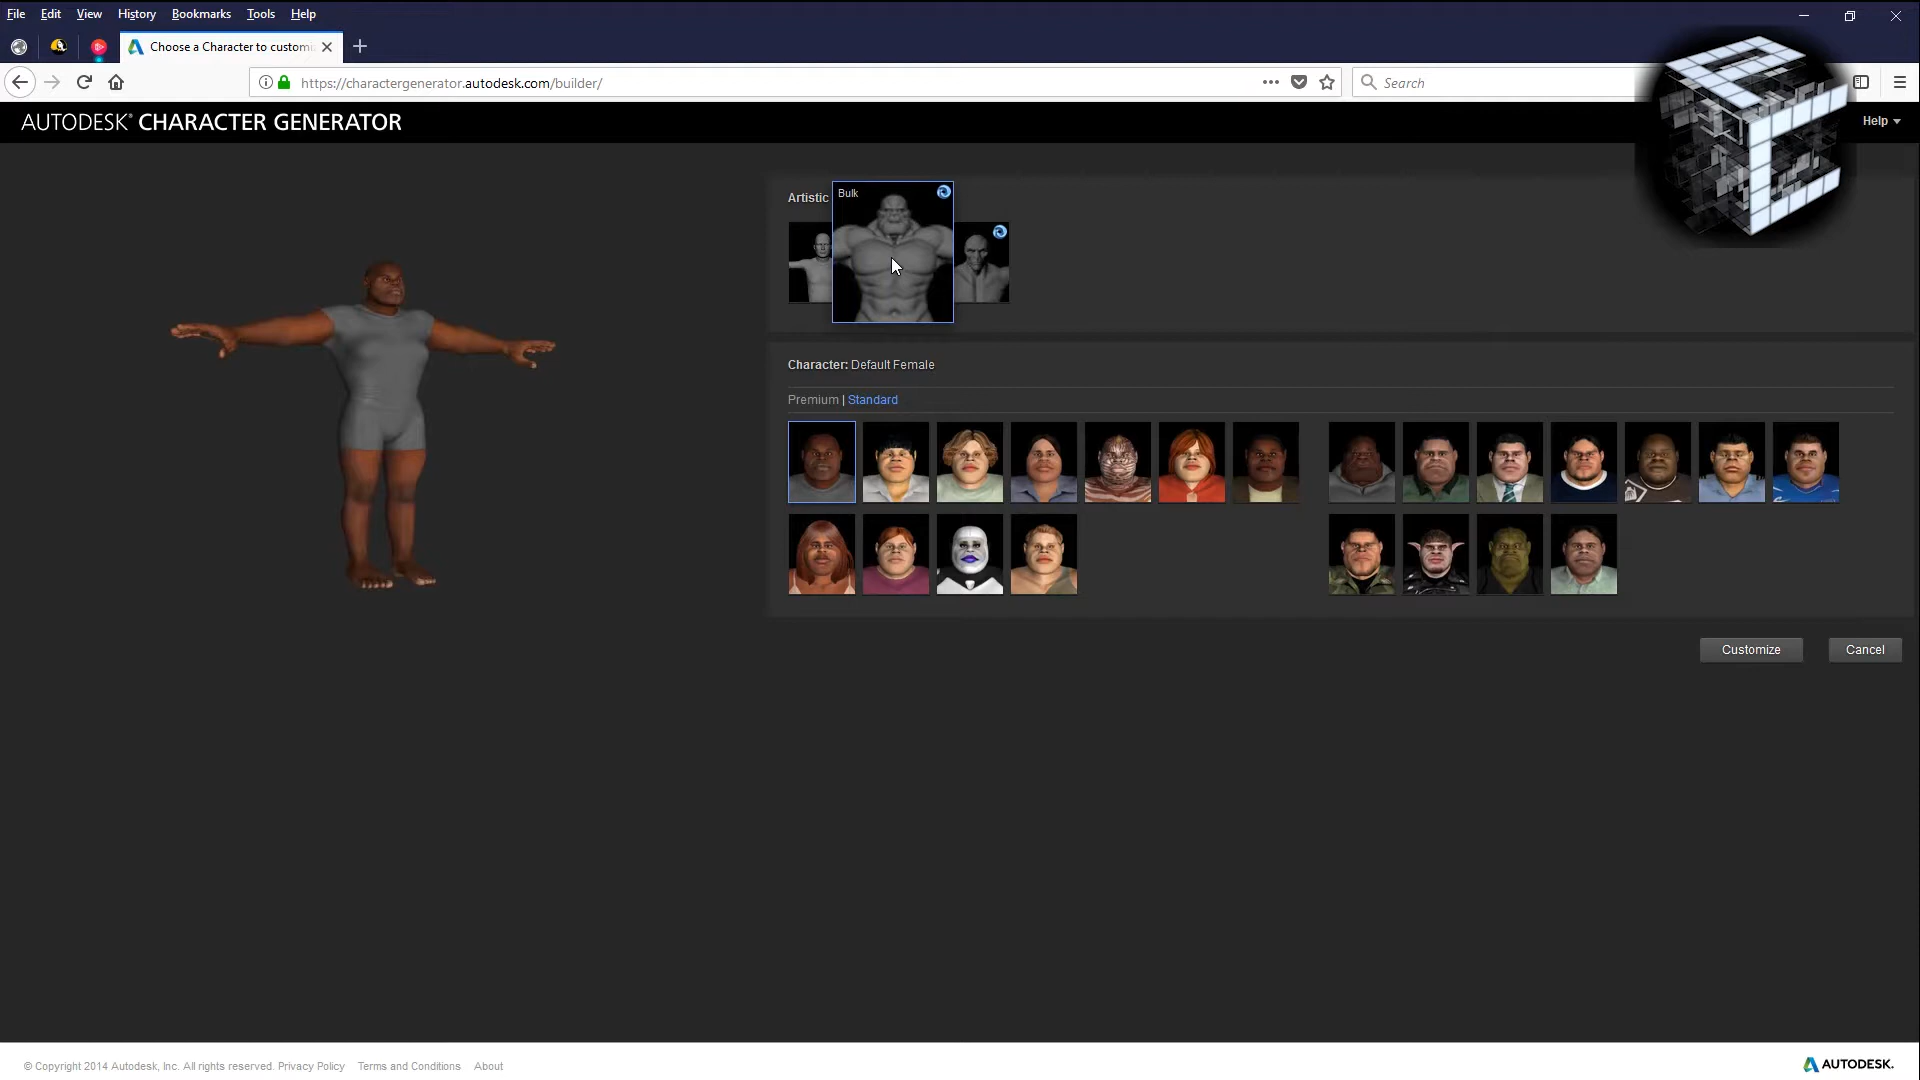 File Edit View History Bookmarks Tools Help
Choose a Character to customi
https://charactergenerator.autodesk.com/builder/
Search
AUTODESK® CHARACTER GENERATOR
Help
Artistic
Bulk
Character: Default Female
Premium | Standard
Customize
Cancel
© Copyright 2014 Autodesk, Inc. All rights reserved. Privacy Policy Terms and Conditions About
AUTODESK.